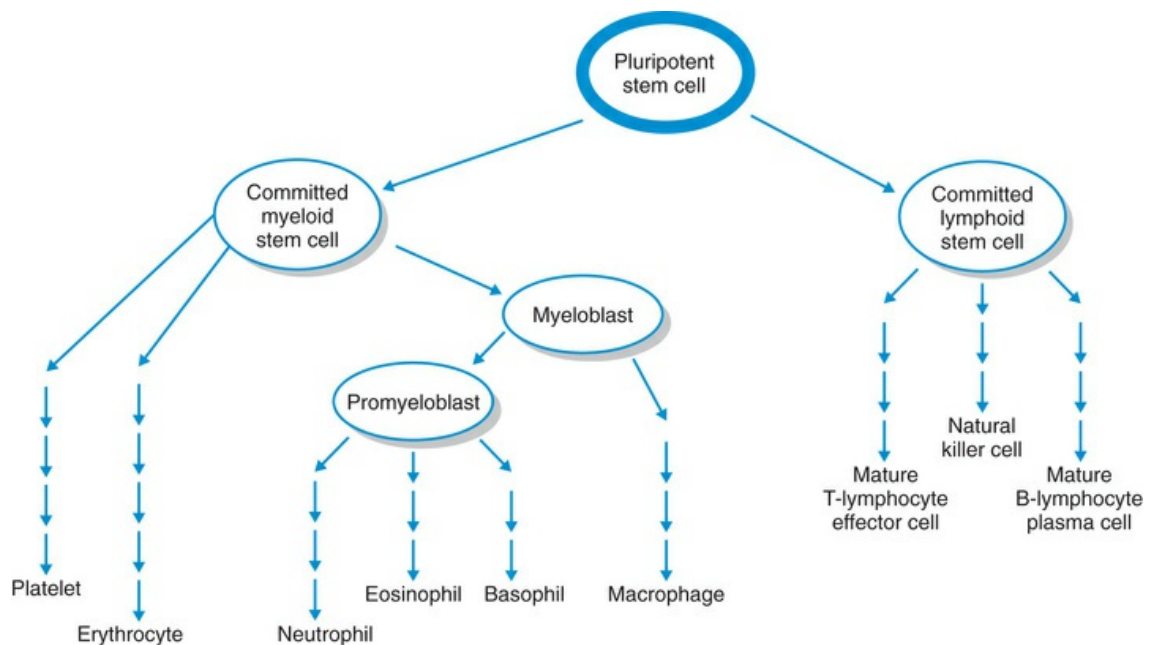 Pluripotent
stem cell
Committed
myeloid
stem cell
Committed
lymphoid
stem cell
Myeloblast
Promyeloblast
Natural
killer cell
Mature
T-lymphocyte
effector cell
Mature
B-lymphocyte
plasma cell
Platelet
Erythrocyte
Neutrophil
Eosinophil
Basophil
Macrophage